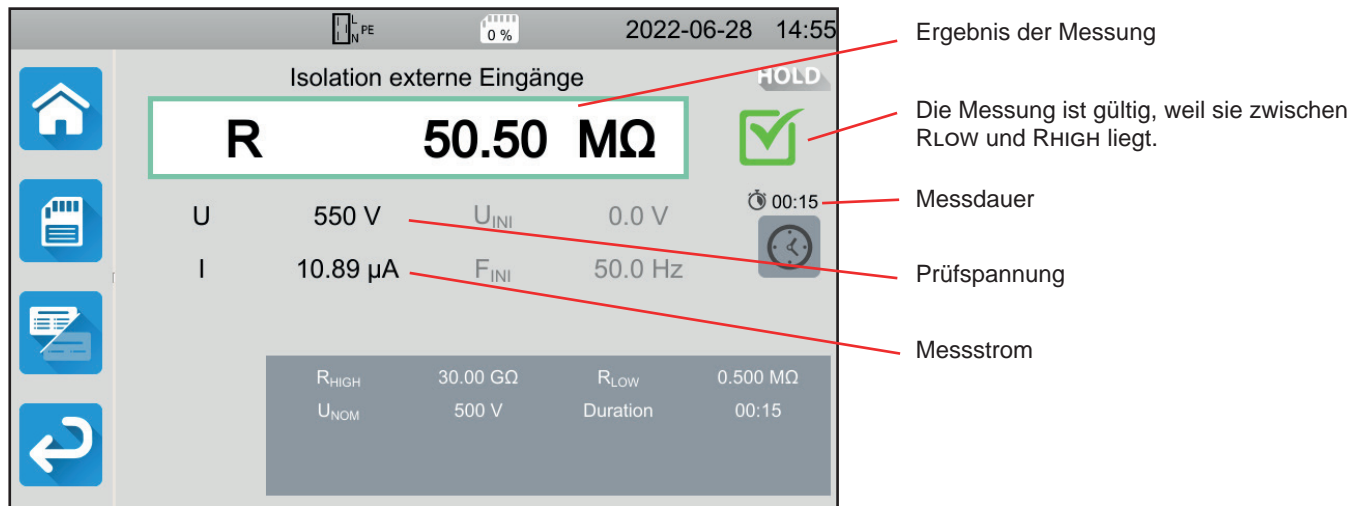 L
N PE
0 %
2022-06-28 14:55
Isolation externe Eingänge
HOLD
R 50.50 MΩ
U 550 V UINI 0.0 V
00:15
I 10.89 µA FINI 50.0 Hz
RHIGH 30.00 GΩ RLOW 0.500 MΩ
UNOM 500 V Duration 00:15
Ergebnis der Messung
Die Messung ist gültig, weil sie zwischen
RLOW und RHIGH liegt.
Messdauer
Prüfspannung
Messstrom